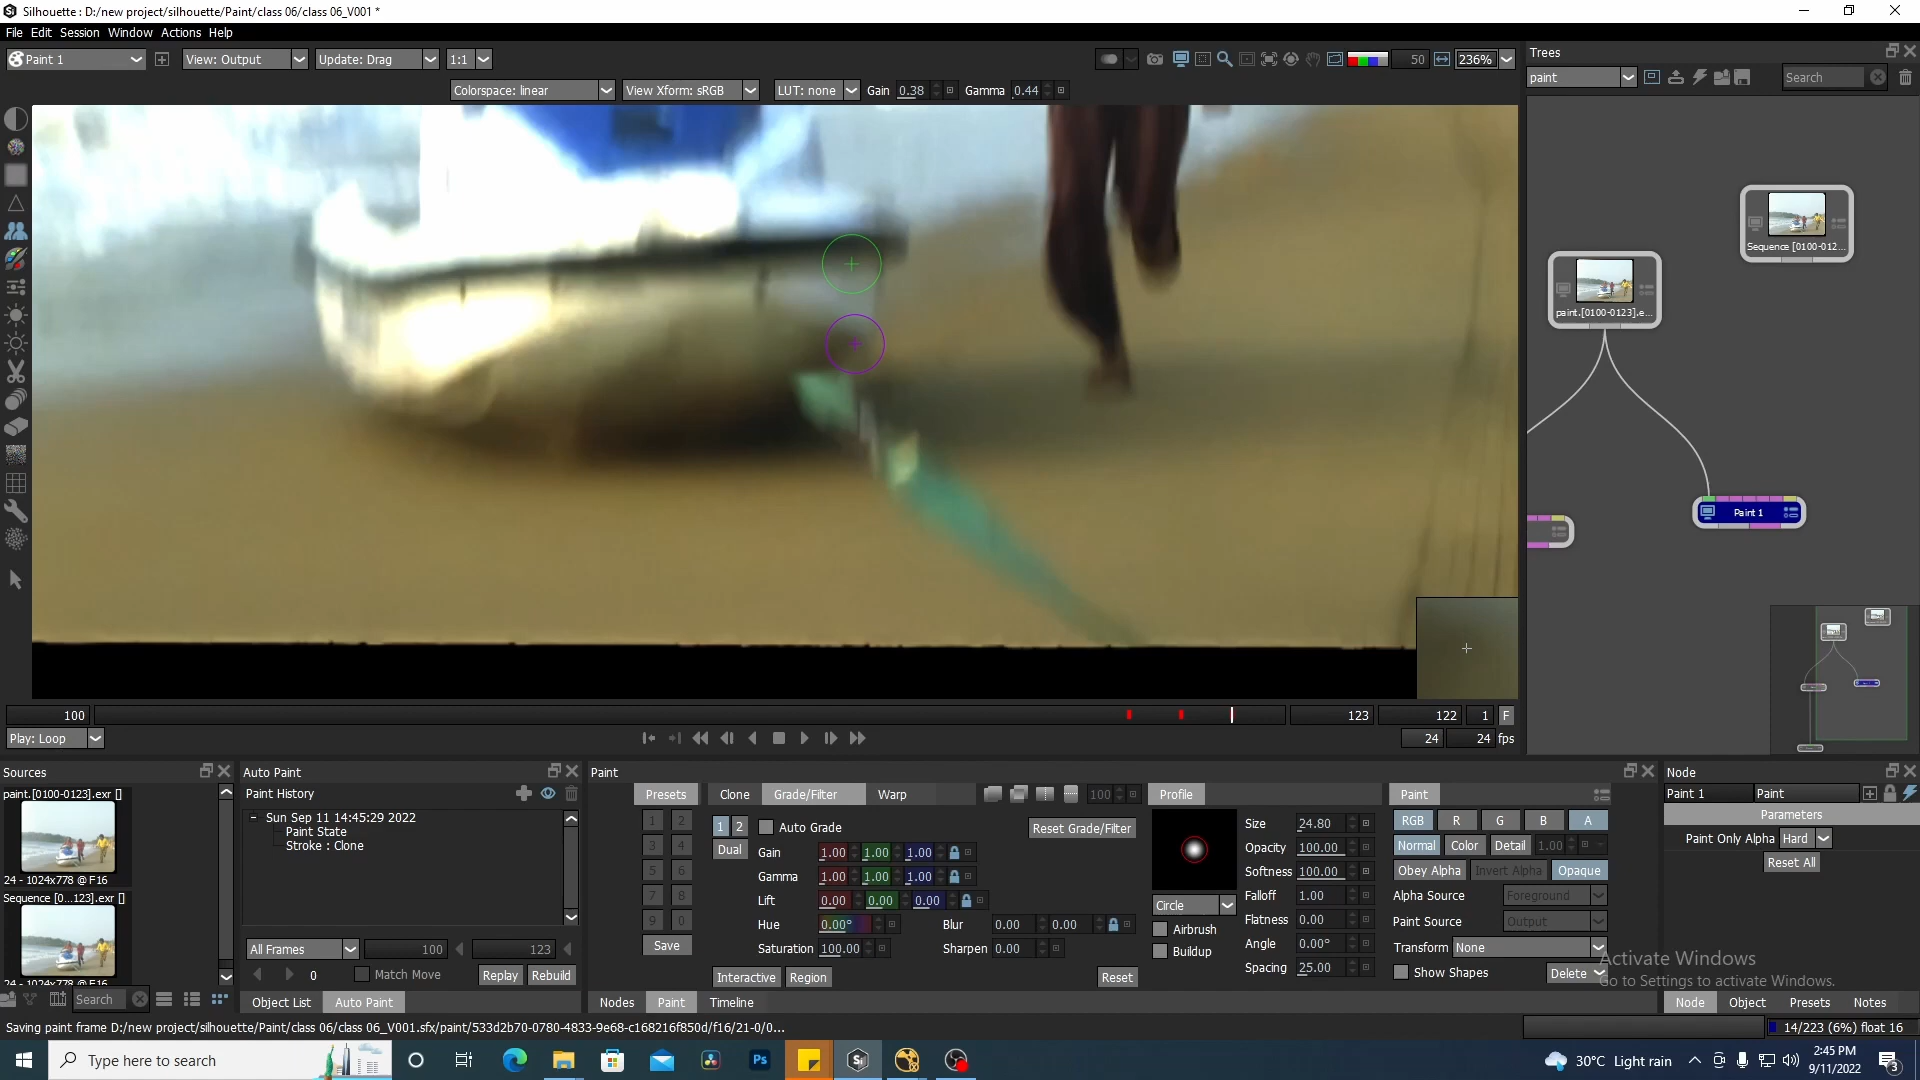 Silhouette : D:/new project/silhouette/Paint/class 06/class 06_V001 *
File Edit Session Window Actions Help
Paint 1 View: Output Update: Drag 1:1 50 236%
Colorspace: linear View Xform: sRGB LUT: none Gain 0.38 Gamma 0.44
Trees
paint Search
Sequence [0100-012...
paint.[0100-0123].e...
Paint 1
100 123 122 1 F
Play: Loop 24 24 fps
Sources
paint.[0100-0123].exr []
24 - 1024x778 @ F16
Sequence [0...123].exr []
24 - 1024x778 @ F16
Search
Auto Paint
Paint History
Sun Sep 11 14:45:29 2022
Paint State
Stroke : Clone
All Frames 100 123
0 Match Move Replay Rebuild
Object List Auto Paint
Paint
Presets Clone Grade/Filter Warp 100 Profile Paint
1 2
3 4
5 6
7 8
9 0
Save
1 2 Auto Grade Reset Grade/Filter
Dual
Gain 1.00 1.00 1.00
Gamma 1.00 1.00 1.00
Lift 0.00 0.00 0.00
Hue 0.00° Blur 0.00 0.00
Saturation 100.00 Sharpen 0.00
Interactive Region Reset
Nodes Paint Timeline
Circle
Airbrush
Buildup
Size 24.80
Opacity 100.00
Softness 100.00
Falloff 1.00
Flatness 0.00
Angle 0.00°
Spacing 25.00
RGB R G B A
Normal Color Detail 1.00
Obey Alpha Invert Alpha Opaque
Alpha Source Foreground
Paint Source Output
Transform None
Show Shapes Delete
Node
Paint 1 Paint
Parameters
Paint Only Alpha Hard
Reset All
Activate Windows
Go to Settings to activate Windows.
Node Object Presets Notes
Saving paint frame D:/new project/silhouette/Paint/class 06/class 06_V001.sfx/paint/533d2b70-0780-4833-9e68-c168216f850d/f16/21-0/0...
14/223 (6%) float 16
Type here to search
Ps
Si
30°C Light rain
2:45 PM
9/11/2022
3